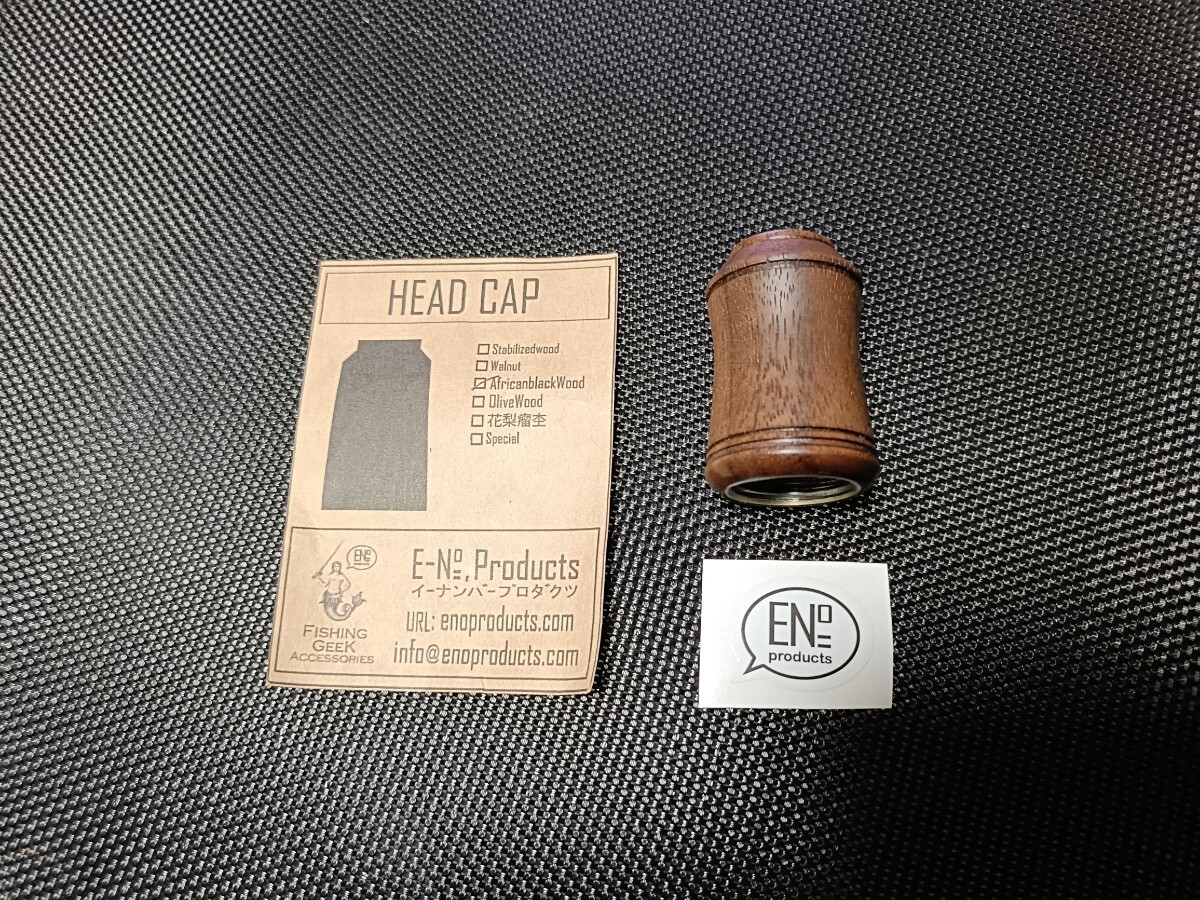 HEAD CAP
Stabilizedwood
Walnut
AfricanblackWood
OliveWood
花梨瘤杢
Special
ENo
E-No,Products
イーナンバープロダクツ
URL: enoproducts.com
info@enoproducts.com
FISHING
GEEK
ACCESSORIES
ENo
products